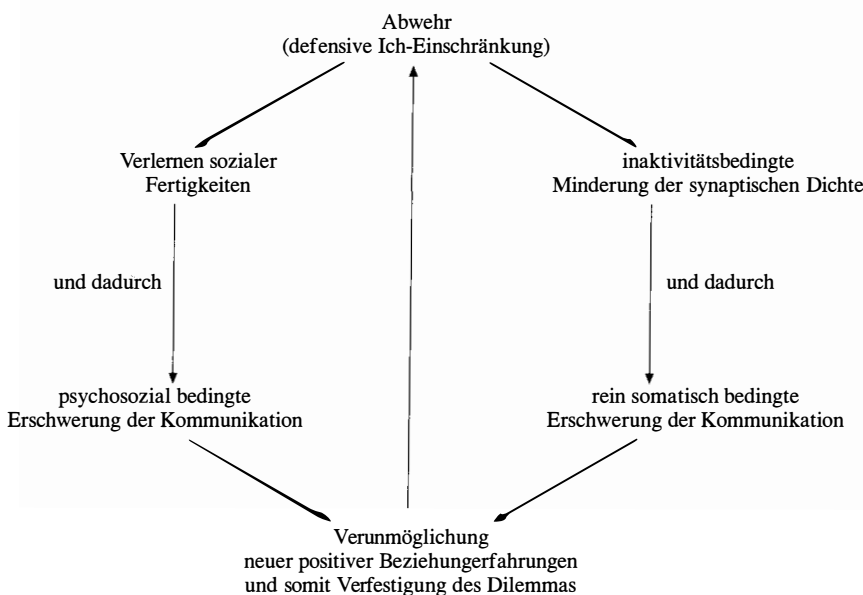 Abwehr
(defensive Ich-Einschränkung)
Verlernen sozialer
Fertigkeiten
inaktivitätsbedingte
Minderung der synaptischen Dichte
und dadurch
und dadurch
psychosozial bedingte
Erschwerung der Kommunikation
rein somatisch bedingte
Erschwerung der Kommunikation
Verunmöglichung
neuer positiver Beziehungerfahrungen
und somit Verfestigung des Dilemmas